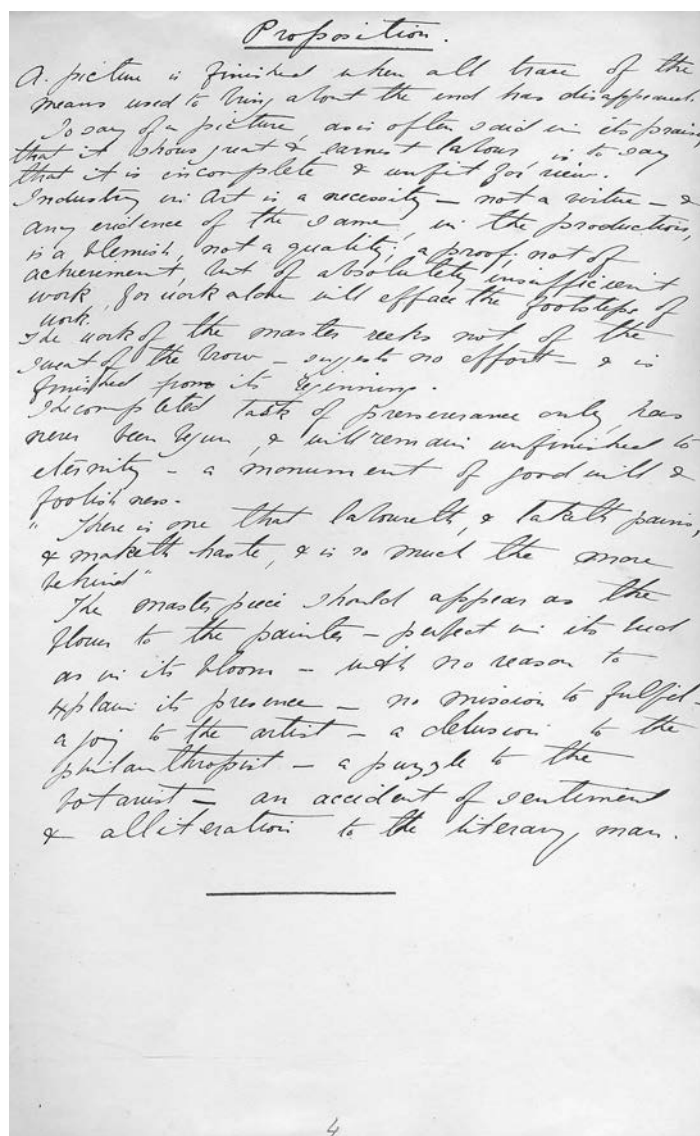 Proposition.
A picture is finished when all trace of the
means used to bring about the end has disappeared.
To say of a picture, as is often said in its praise,
that it shows great & earnest labour, is to say
that it is incomplete & unfit for view.
Industry in Art is a necessity – not a virtue – &
any evidence of the same, in the production,
is a blemish, not a quality; a proof, not of
achievement, but of absolutely insufficient
work, for work alone will efface the footsteps of
work.
The work of the master reeks not of the
sweat of the brow – suggests no effort – & is
finished from its beginning.
The completed task of perseverance only, has
never been begun, & will remain unfinished to
eternity – a monument of good will &
foolishness.
"There is one that laboureth, & taketh pains,
& maketh haste, & is so much the more
behind"
The masterpiece should appear as the
flower to the painter – perfect in its bud
as in its bloom – with no reason to
explain its presence – no mission to fulfil –
a joy to the artist – a delusion to the
philanthropist – a puzzle to the
botanist – an accident of sentiment
& alliteration to the literary man.
4